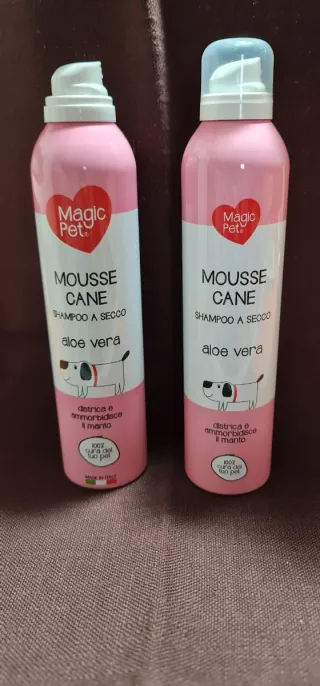 Magic
Pet®
MOUSSE
CANE
SHAMPOO A SECCO
aloe vera
districa e
ammorbidisce
il manto
100%
cura del
tuo pet
MADE IN ITALY
Magic
Pet®
MOUSSE
CANE
SHAMPOO A SECCO
aloe vera
districa e
ammorbidisce
il manto
100%
cura del
tuo pet